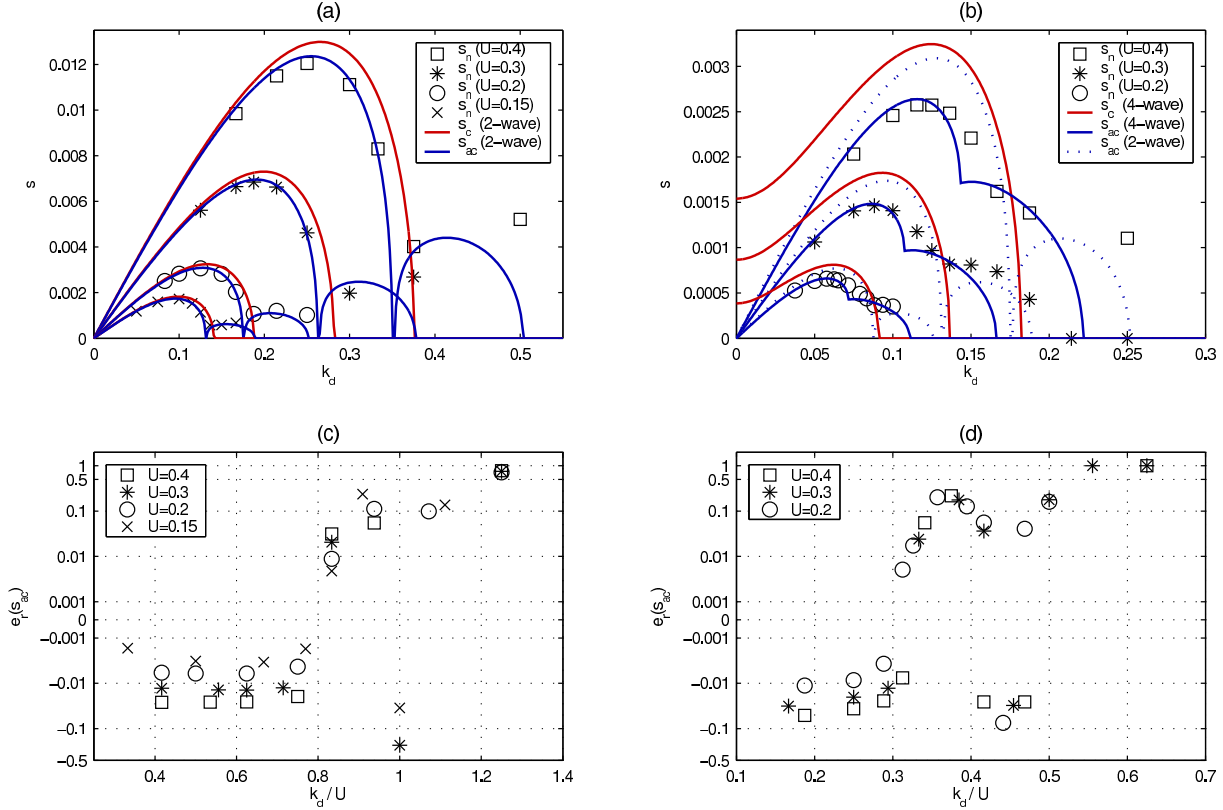 (a)
s_n (U=0.4)
s_n (U=0.3)
s_n (U=0.2)
s_n (U=0.15)
s_c (2-wave)
s_ac (2-wave)
0.012
0.01
0.008
0.006
0.004
0.002
0
s
0 0.1 0.2 0.3 0.4 0.5
k_d
(b)
s_n (U=0.4)
s_n (U=0.3)
s_n (U=0.2)
s_c (4-wave)
s_ac (4-wave)
s_ac (2-wave)
0.003
0.0025
0.002
0.0015
0.001
0.0005
0
s
0 0.05 0.1 0.15 0.2 0.25 0.3
k_d
(c)
U=0.4
U=0.3
U=0.2
U=0.15
1
0.5
0.1
0.01
0.001
0
-0.001
-0.01
-0.1
-0.5
e_r(s_ac)
0.4 0.6 0.8 1 1.2 1.4
k_d / U
(d)
U=0.4
U=0.3
U=0.2
1
0.5
0.1
0.01
0.001
0
-0.001
-0.01
-0.1
-0.5
e_r(s_ac)
0.1 0.2 0.3 0.4 0.5 0.6 0.7
k_d / U